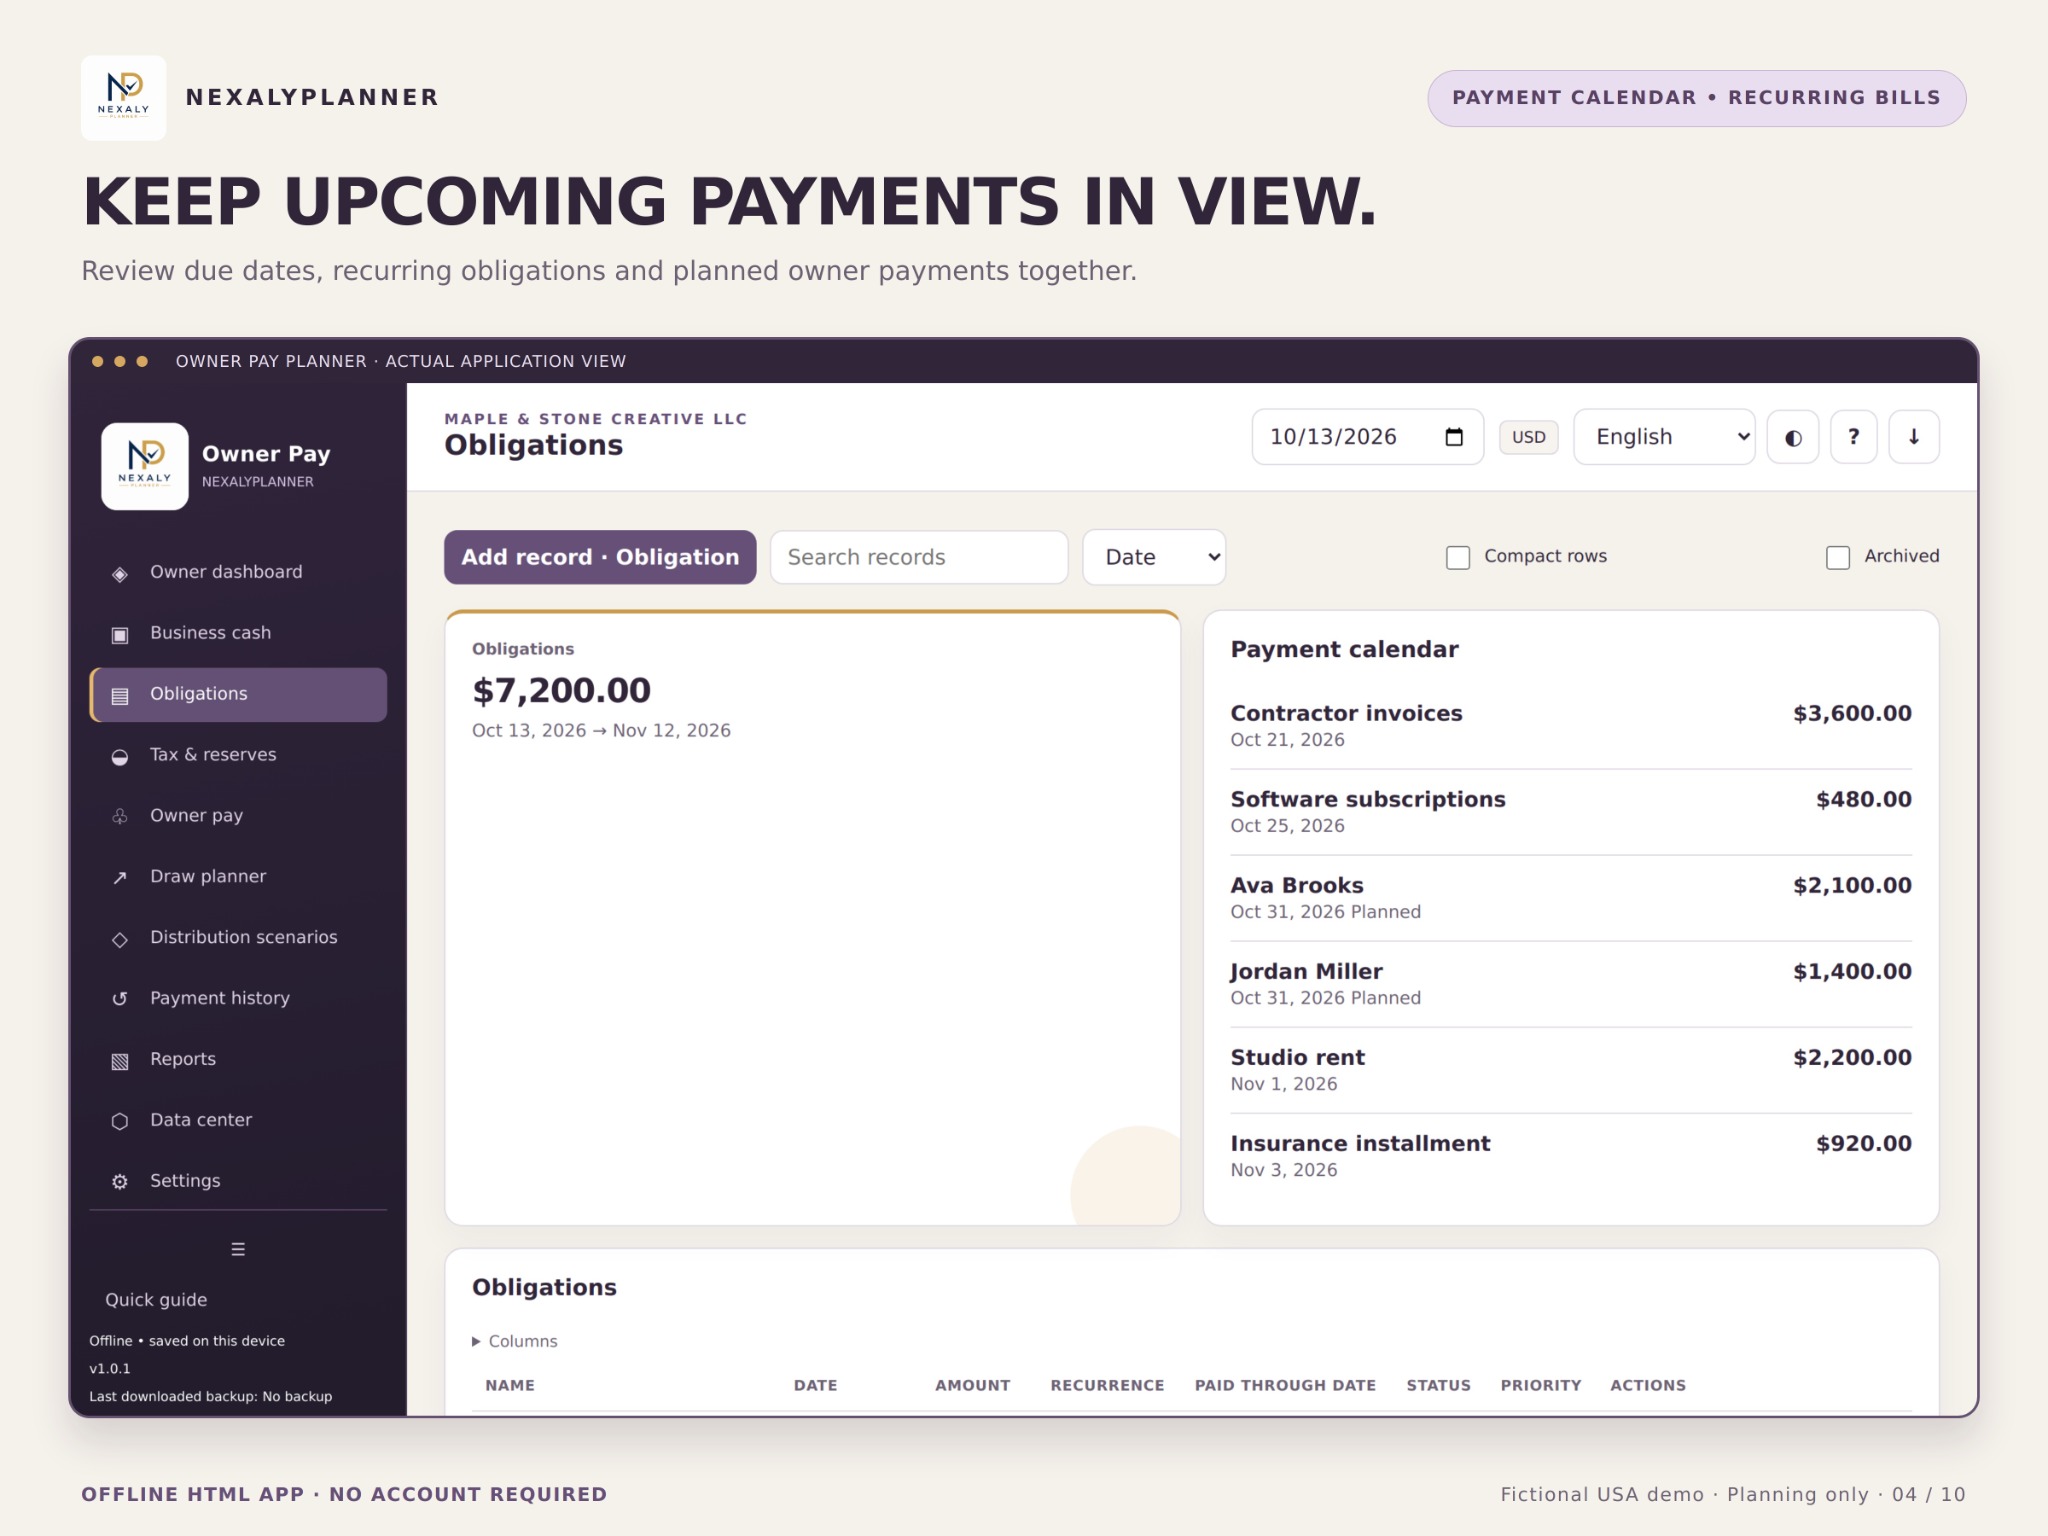 NEXALY
PLANNER
NEXALYPLANNER
PAYMENT CALENDAR • RECURRING BILLS
KEEP UPCOMING PAYMENTS IN VIEW.
Review due dates, recurring obligations and planned owner payments together.
OWNER PAY PLANNER · ACTUAL APPLICATION VIEW
NEXALY
PLANNER
Owner Pay
NEXALYPLANNER
Owner dashboard
Business cash
Obligations
Tax & reserves
Owner pay
Draw planner
Distribution scenarios
Payment history
Reports
Data center
Settings
Quick guide
Offline • saved on this device
v1.0.1
Last downloaded backup: No backup
MAPLE & STONE CREATIVE LLC
Obligations
10/13/2026
USD
English
?
Add record · Obligation
Search records
Date
Compact rows
Archived
Obligations
$7,200.00
Oct 13, 2026 → Nov 12, 2026
Payment calendar
Contractor invoices $3,600.00
Oct 21, 2026
Software subscriptions $480.00
Oct 25, 2026
Ava Brooks $2,100.00
Oct 31, 2026 Planned
Jordan Miller $1,400.00
Oct 31, 2026 Planned
Studio rent $2,200.00
Nov 1, 2026
Insurance installment $920.00
Nov 3, 2026
Obligations
Columns
NAME DATE AMOUNT RECURRENCE PAID THROUGH DATE STATUS PRIORITY ACTIONS
OFFLINE HTML APP · NO ACCOUNT REQUIRED
Fictional USA demo · Planning only · 04 / 10